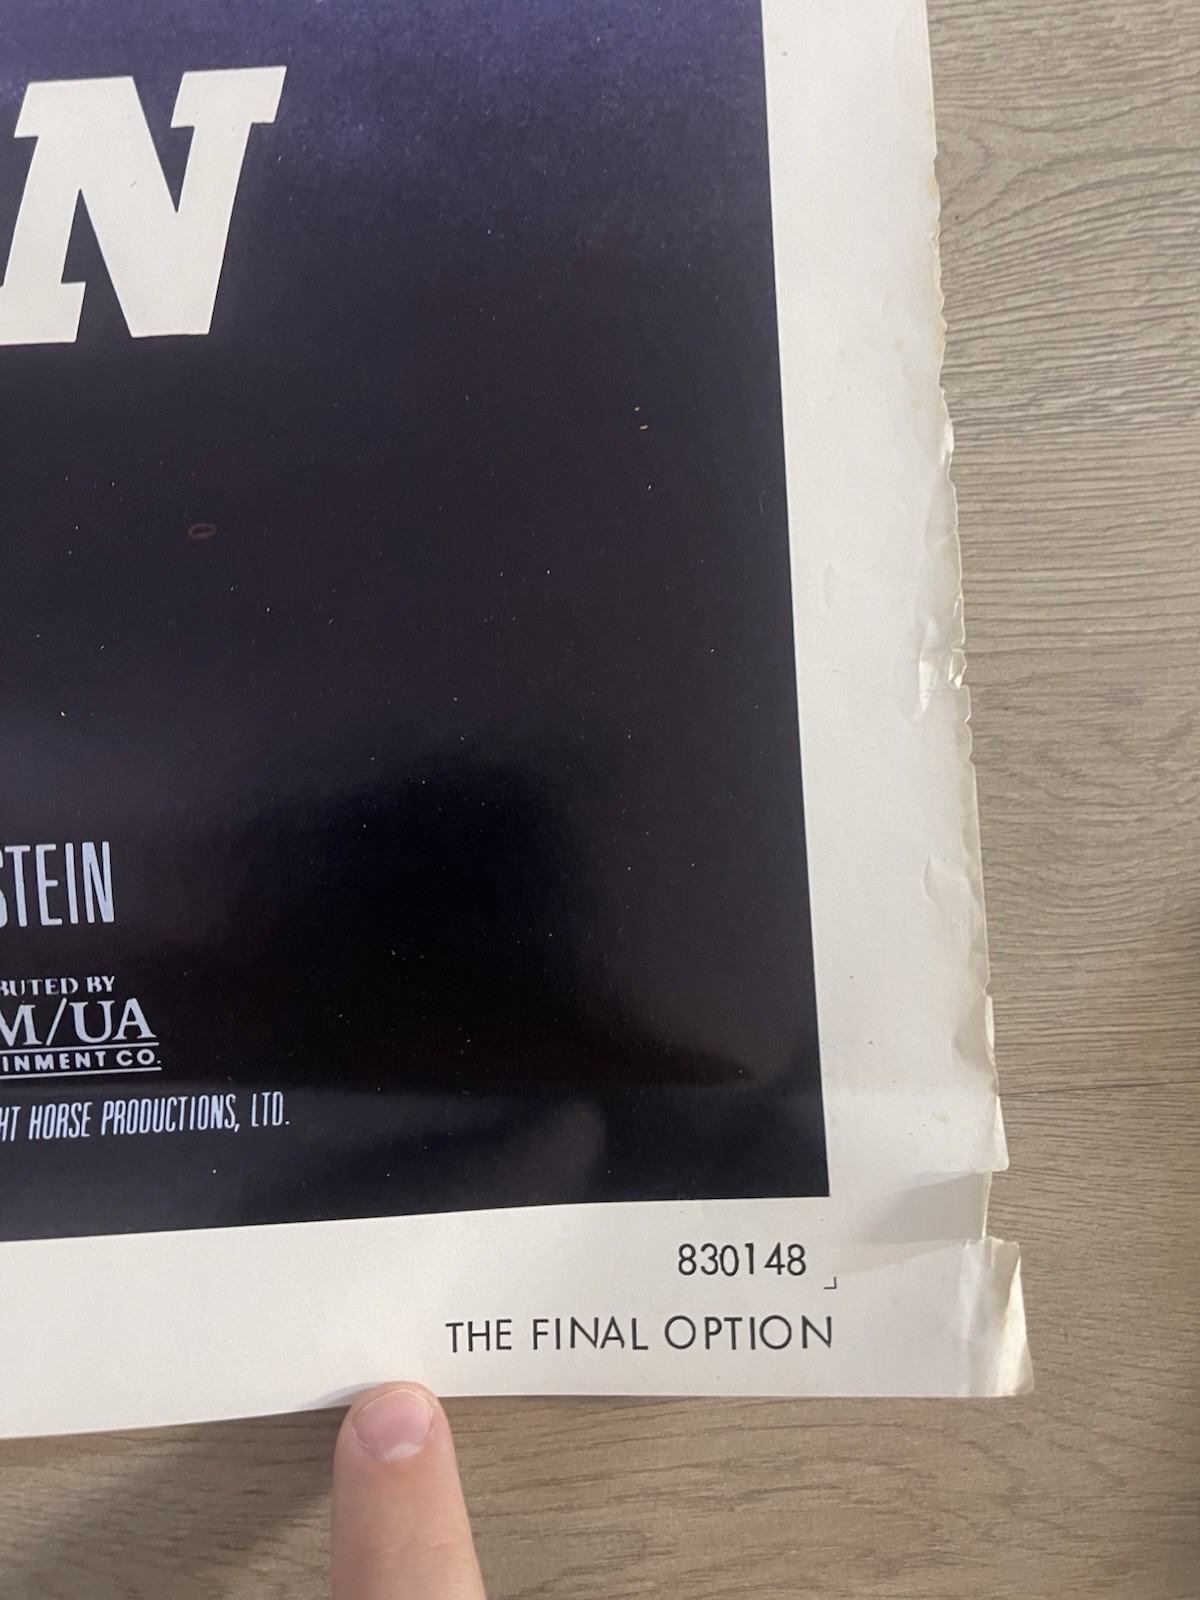 N
STEIN
BUTED BY
M/UA
INMENT CO.
HT HORSE PRODUCTIONS, LTD.
830148
THE FINAL OPTION